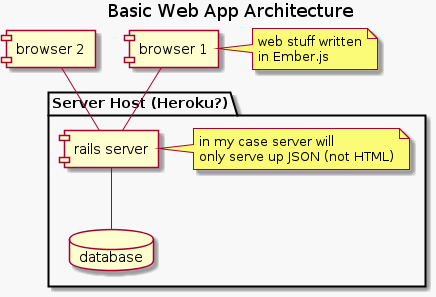 Basic Web App Architecture
browser 2
browser 1
web stuff written
in Ember.js
Server Host (Heroku?)
rails server
in my case server will
only serve up JSON (not HTML)
database